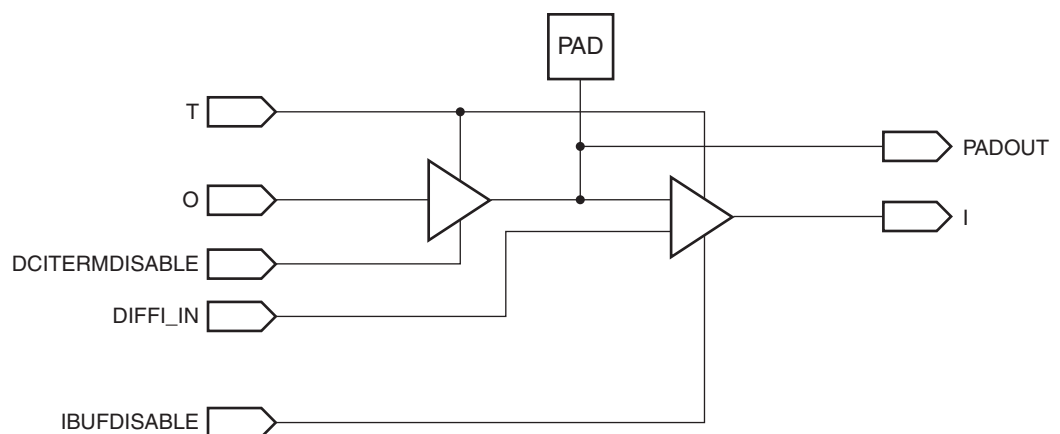 PAD
T
PADOUT
O
I
DCITERMDISABLE
DIFFI_IN
IBUFDISABLE